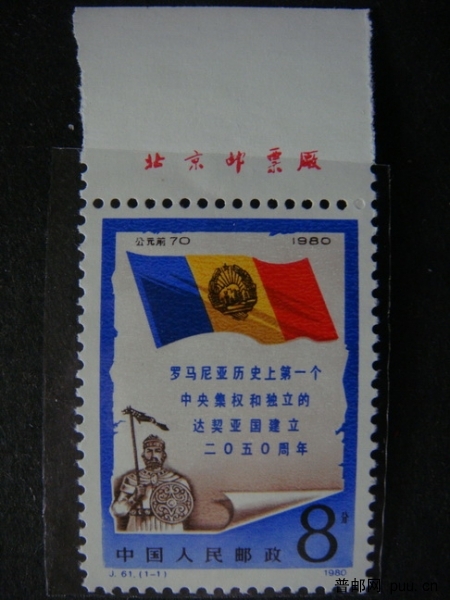 北京邮票厂
公元前70 1980
罗马尼亚历史上第一个
中央集权和独立的
达契亚国建立
二〇五〇周年
8分
中国人民邮政
J.61.(1-1) 1980
普邮网 puu.cn